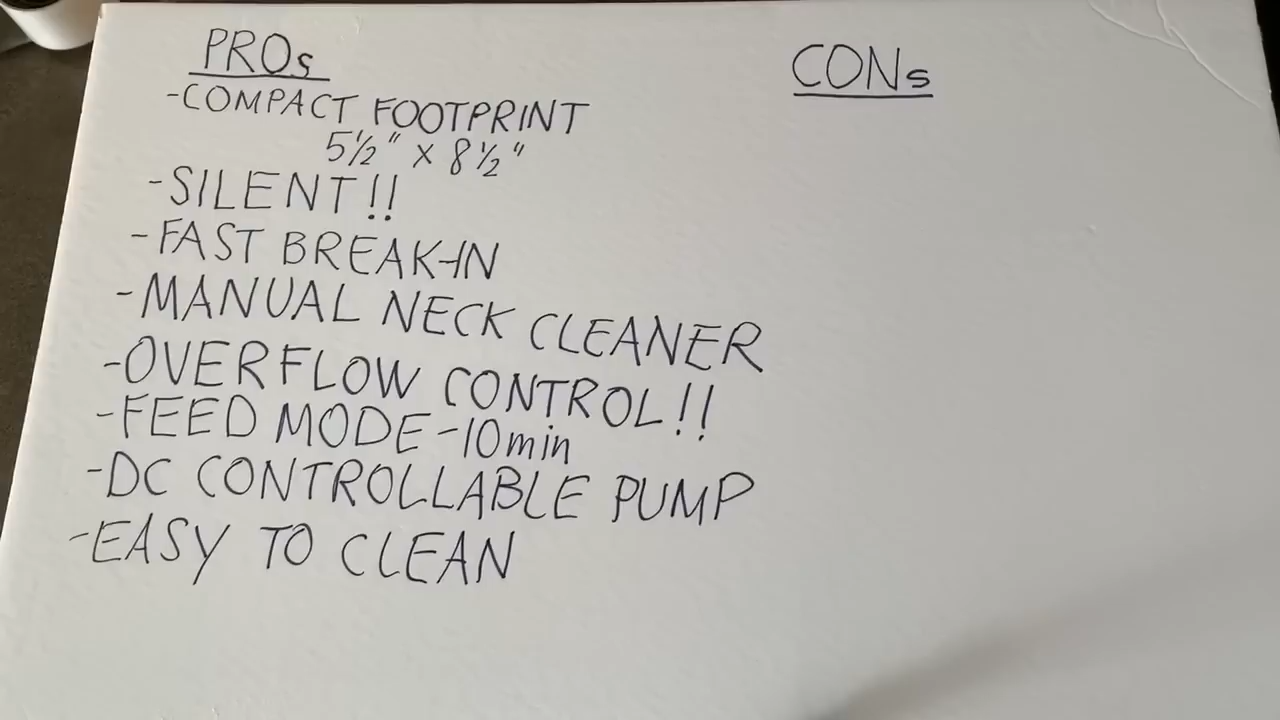 PROs
-COMPACT FOOTPRINT
5½" X 8½"
-SILENT!!
-FAST BREAK-IN
-MANUAL NECK CLEANER
-OVERFLOW CONTROL!!
-FEED MODE-10min
-DC CONTROLLABLE PUMP
-EASY TO CLEAN
CONs